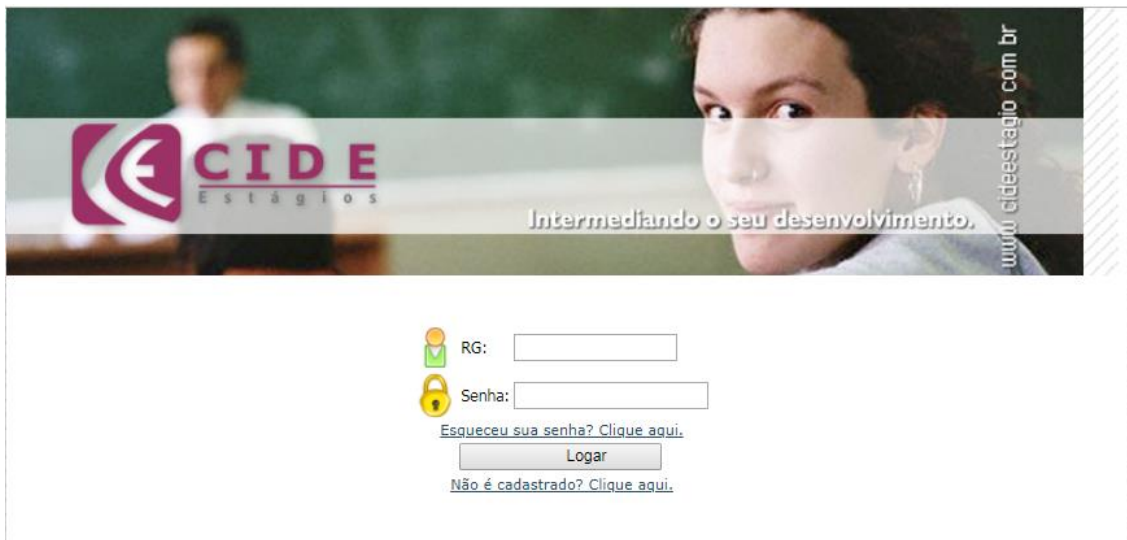 CIDE
Estágios
Intermediando o seu desenvolvimento.
www cideestagio com br
RG:
Senha:
Esqueceu sua senha? Clique aqui.
Logar
Não é cadastrado? Clique aqui.